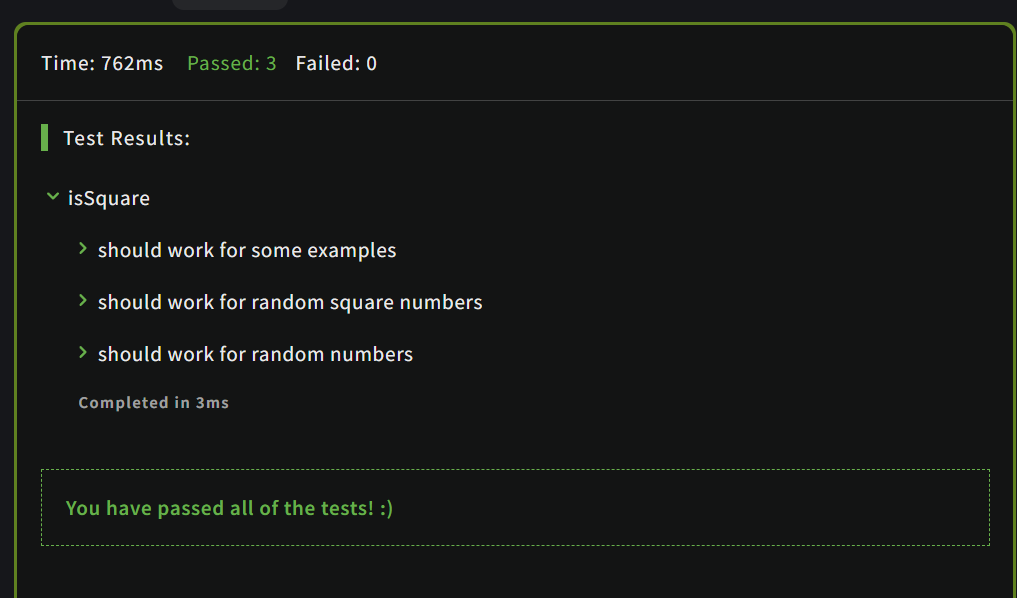 Time: 762ms Passed: 3 Failed: 0
Test Results:
isSquare
should work for some examples
should work for random square numbers
should work for random numbers
Completed in 3ms
You have passed all of the tests! :)